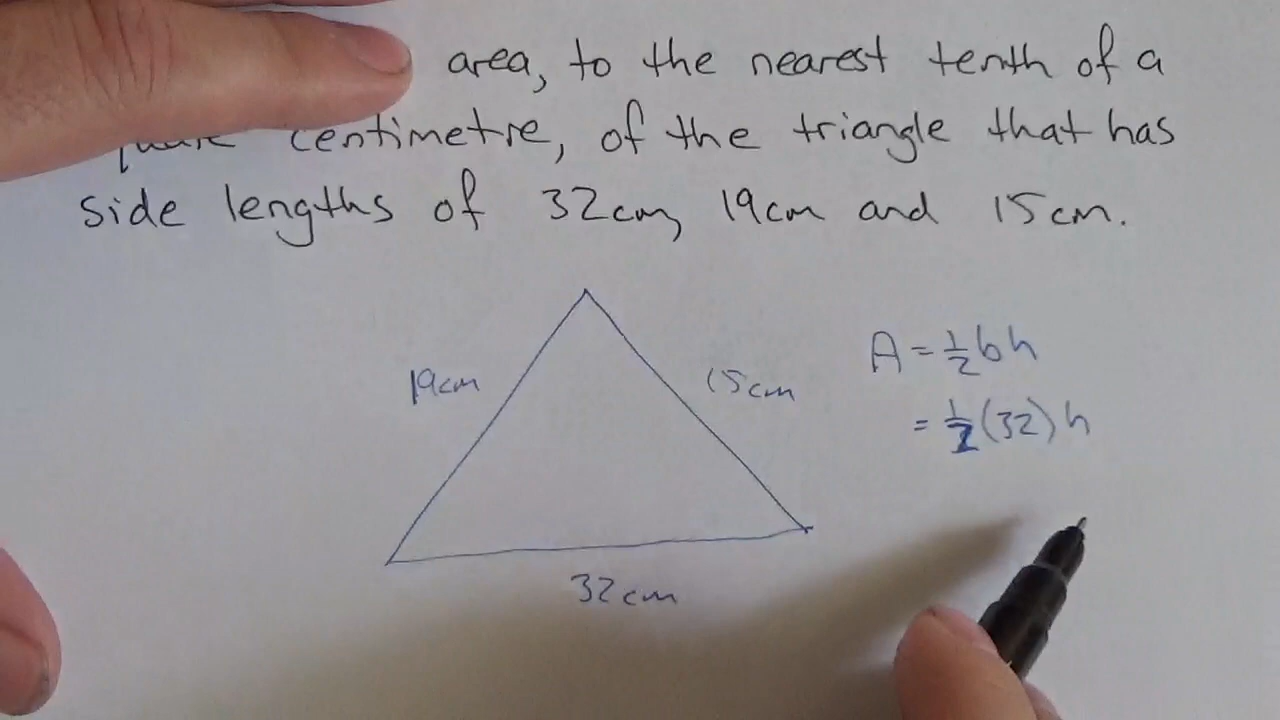 area, to the nearest tenth of a
centimetre, of the triangle that has
side lengths of 32cm, 19cm and 15cm.
19cm
15cm
A = ½bh
= ½(32)h
32cm